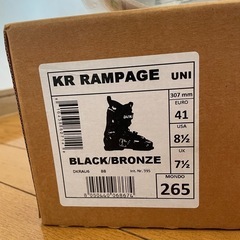 KR RAMPAGE UNI
307 mm
EURO
41
USA
8½
UK
7½
MONDO
265
BLACK/BRONZE